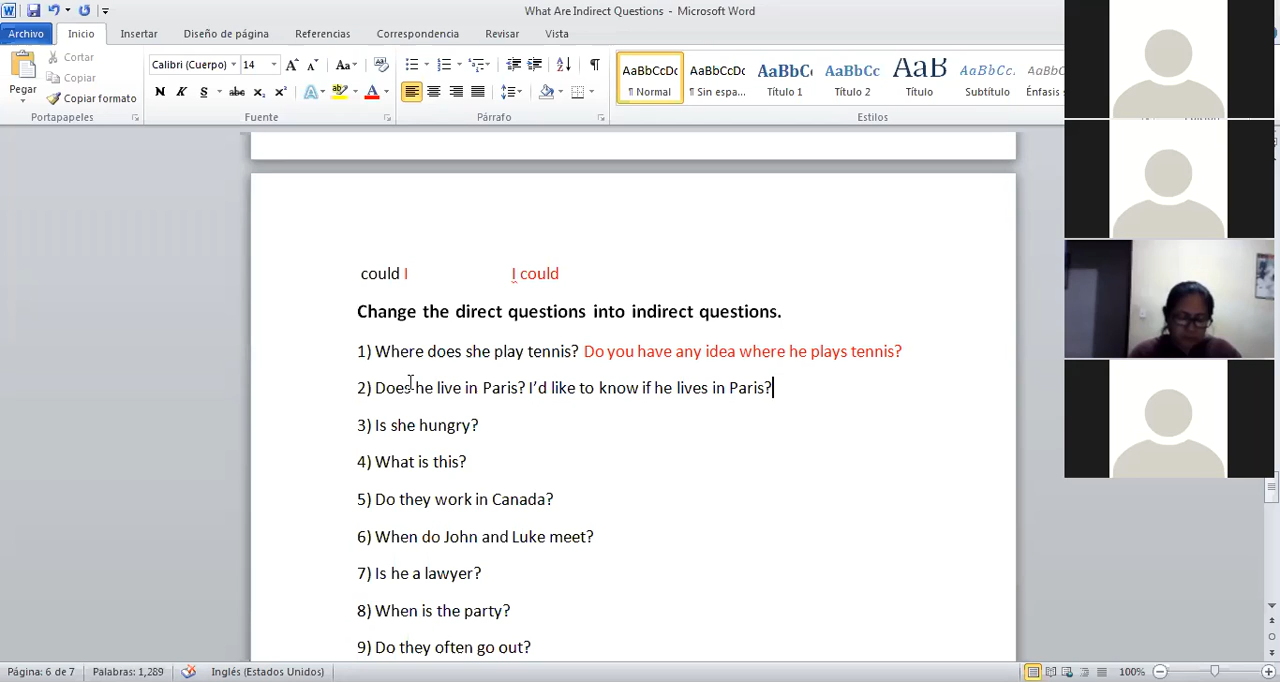 What Are Indirect Questions - Microsoft Word
Archivo Inicio Insertar Diseño de página Referencias Correspondencia Revisar Vista
Pegar
Cortar
Copiar
Copiar formato
Portapapeles
Calibri (Cuerpo) 14
Fuente
Párrafo
AaBbCcDc AaBbCcDc AaBbC AaBbCc AaB AaBbCc. AaBbCc
¶ Normal ¶ Sin espa... Título 1 Título 2 Título Subtítulo Énfasis
Estilos
could I I could
Change the direct questions into indirect questions.
1) Where does she play tennis? Do you have any idea where he plays tennis?
2) Does he live in Paris? I'd like to know if he lives in Paris?
3) Is she hungry?
4) What is this?
5) Do they work in Canada?
6) When do John and Luke meet?
7) Is he a lawyer?
8) When is the party?
9) Do they often go out?
Página: 6 de 7 Palabras: 1,289 Inglés (Estados Unidos) 100%